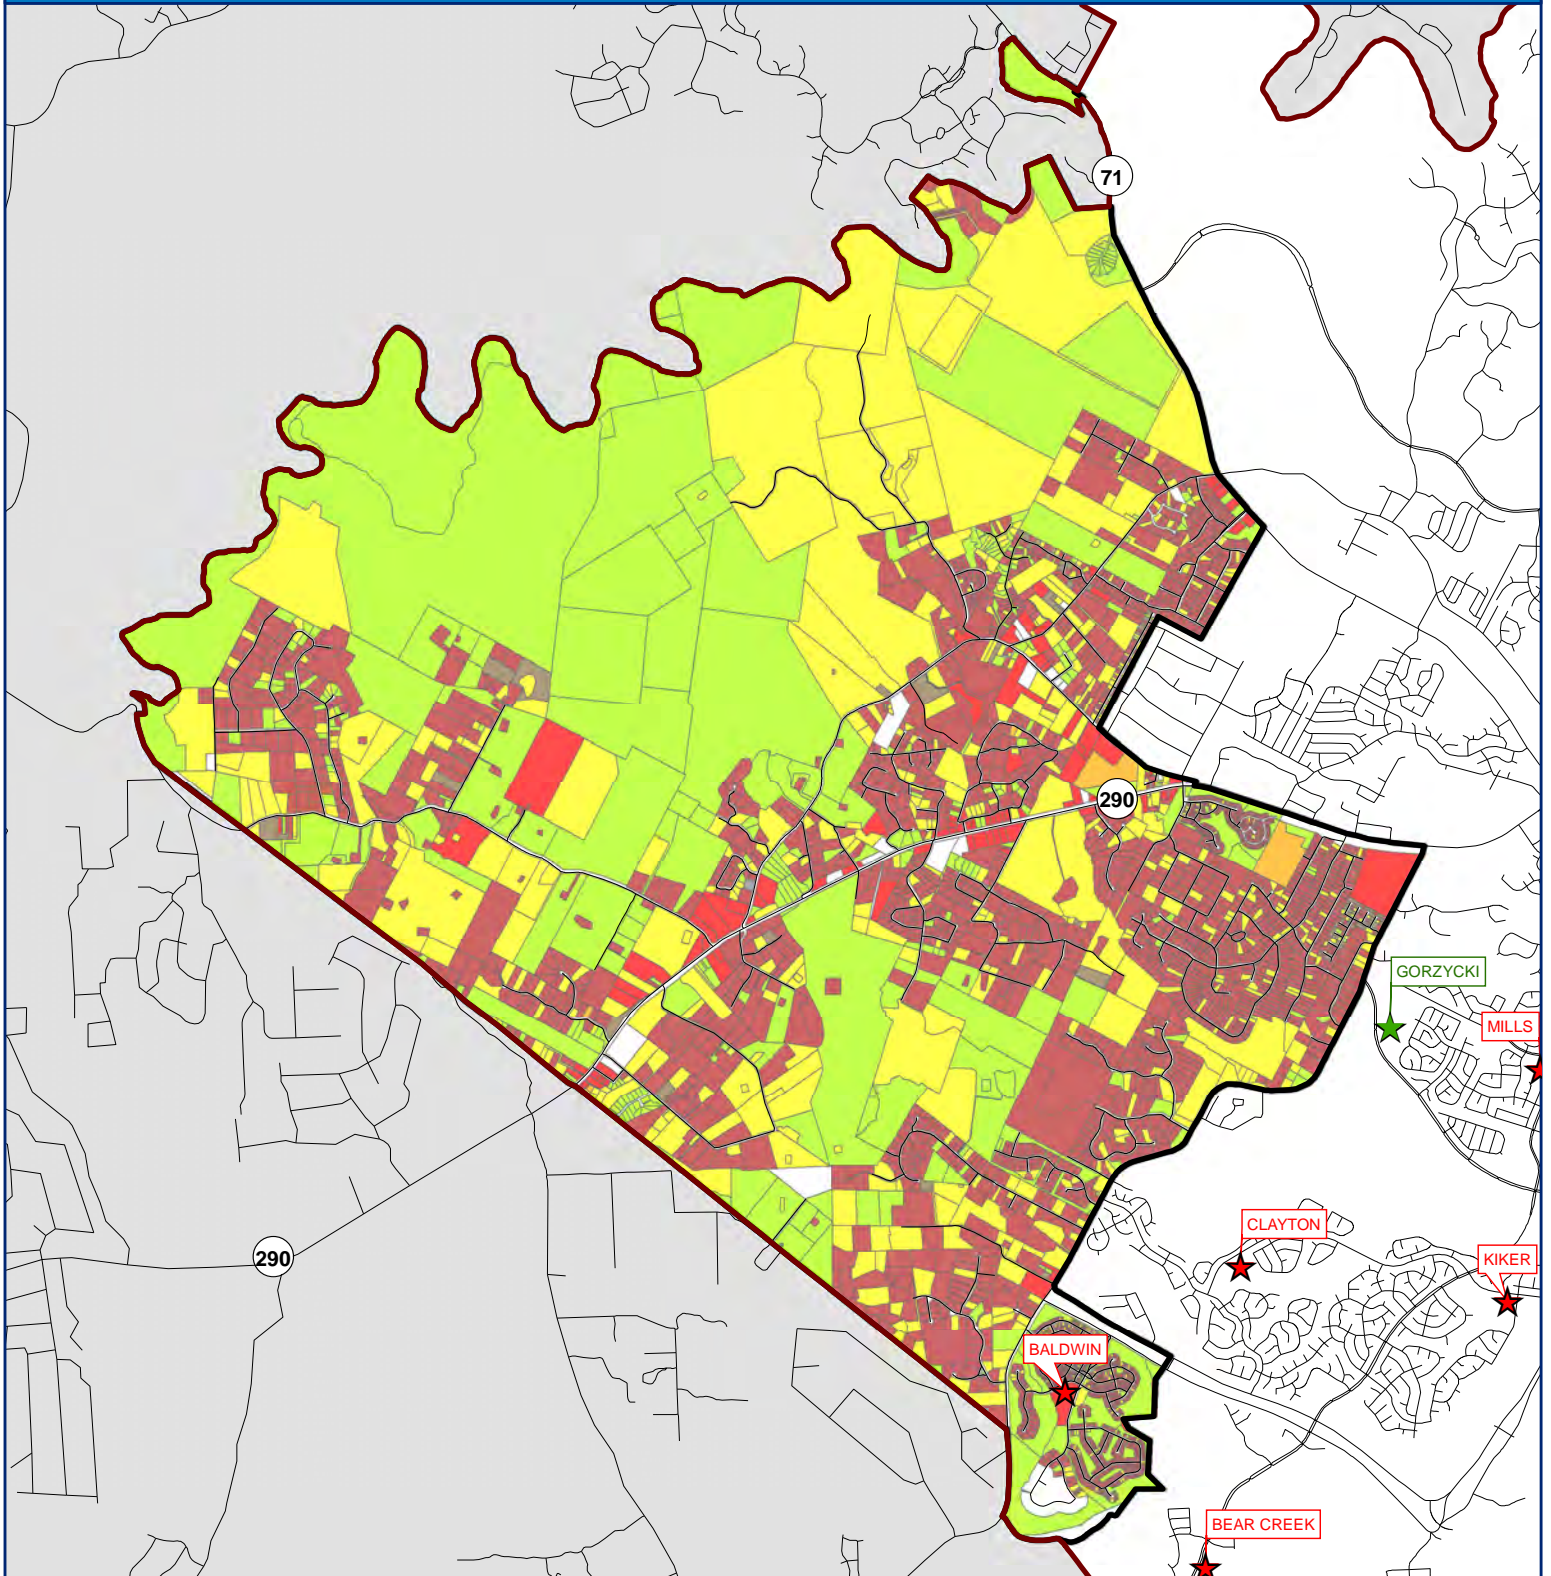 71
290
GORZYCKI
MILLS
CLAYTON
290
KIKER
BALDWIN
BEAR CREEK